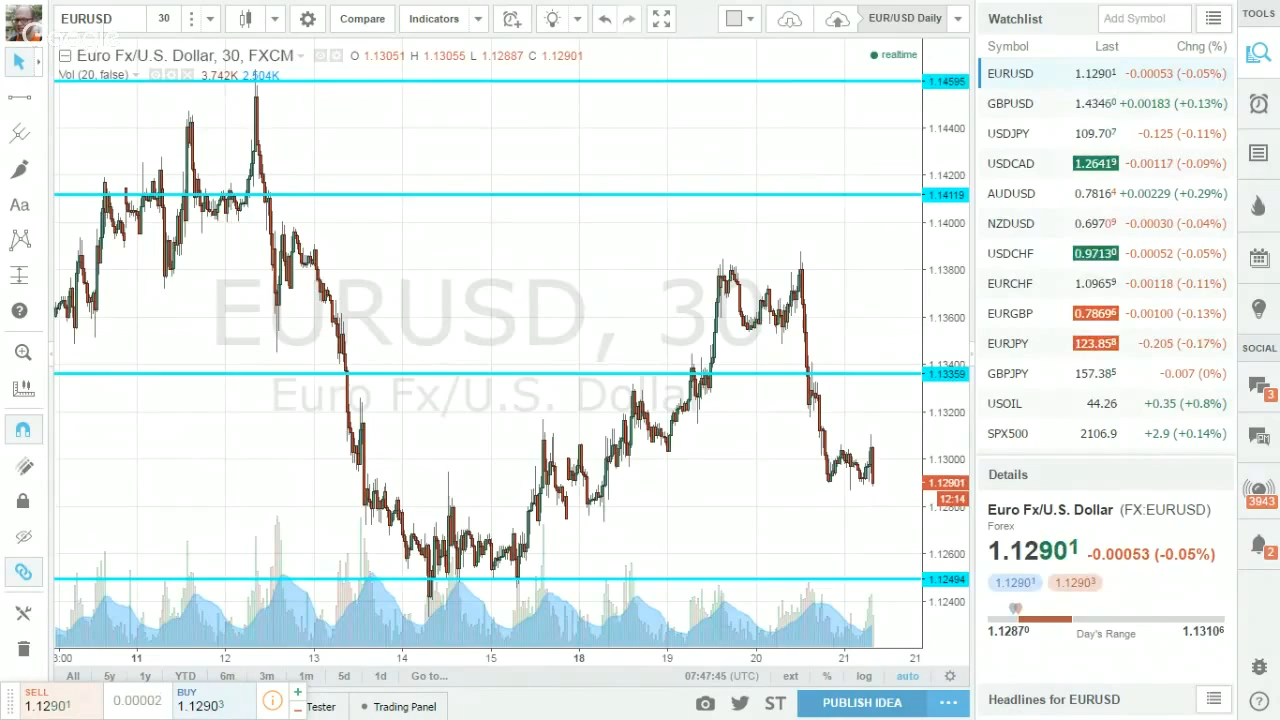 EURUSD 30 Compare Indicators EUR/USD Daily
Euro Fx/U.S. Dollar, 30, FXCM O 1.13051 H 1.13055 L 1.12887 C 1.12901
realtime
Vol (20, false) 3.742K 2.504K
EURUSD, 30
Euro Fx/U.S. Dollar
1.14595
1.14400
1.14200
1.14119
1.14000
1.13800
1.13600
1.13400
1.13359
1.13200
1.13000
1.12901
12:14
1.12800
1.12600
1.12494
1.12400
3:00 11 12 13 14 15 18 19 20 21 21
All 5y 1y YTD 6m 3m 1m 5d 1d Go to... 07:47:45 (UTC) ext % log auto
SELL
1.12901
0.00002
BUY
1.12903
Tester
Trading Panel
ST
PUBLISH IDEA
Aa
Watchlist
Add Symbol
Symbol Last Chng (%)
EURUSD 1.12901 -0.00053 (-0.05%)
GBPUSD 1.43460 +0.00183 (+0.13%)
USDJPY 109.707 -0.125 (-0.11%)
USDCAD 1.26419 -0.00117 (-0.09%)
AUDUSD 0.78164 +0.00229 (+0.29%)
NZDUSD 0.69709 -0.00030 (-0.04%)
USDCHF 0.97130 -0.00052 (-0.05%)
EURCHF 1.09659 -0.00118 (-0.11%)
EURGBP 0.78696 -0.00100 (-0.13%)
EURJPY 123.858 -0.205 (-0.17%)
GBPJPY 157.385 -0.007 (0%)
USOIL 44.26 +0.35 (+0.8%)
SPX500 2106.9 +2.9 (+0.14%)
Details
Euro Fx/U.S. Dollar (FX:EURUSD)
Forex
1.12901 -0.00053 (-0.05%)
1.12901 1.12903
1.12870 Day's Range 1.13106
Headlines for EURUSD
TOOLS
SOCIAL
3
3943
2